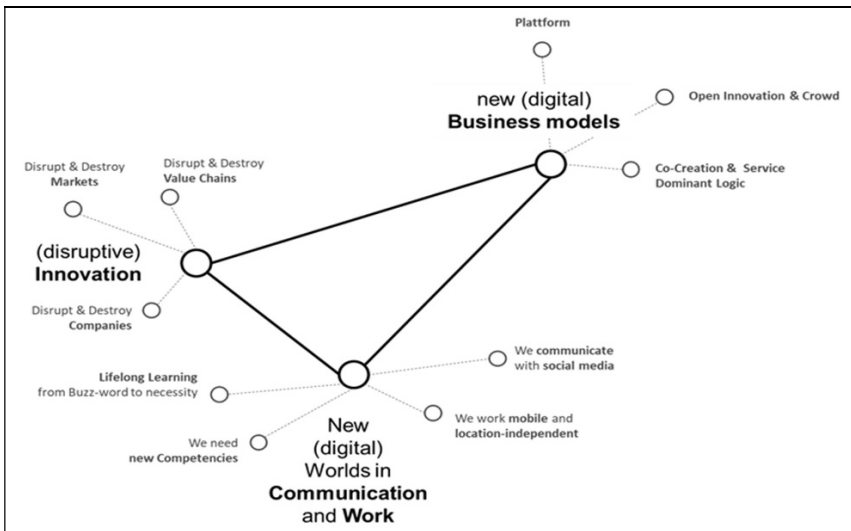 Plattform
new (digital)
Business models
Open Innovation & Crowd
Co-Creation & Service
Dominant Logic
Disrupt & Destroy
Markets
Disrupt & Destroy
Value Chains
(disruptive)
Innovation
Disrupt & Destroy
Companies
We communicate
with social media
Lifelong Learning
from Buzz-word to necessity
We work mobile and
location-independent
We need
new Competencies
New
(digital)
Worlds in
Communication
and Work